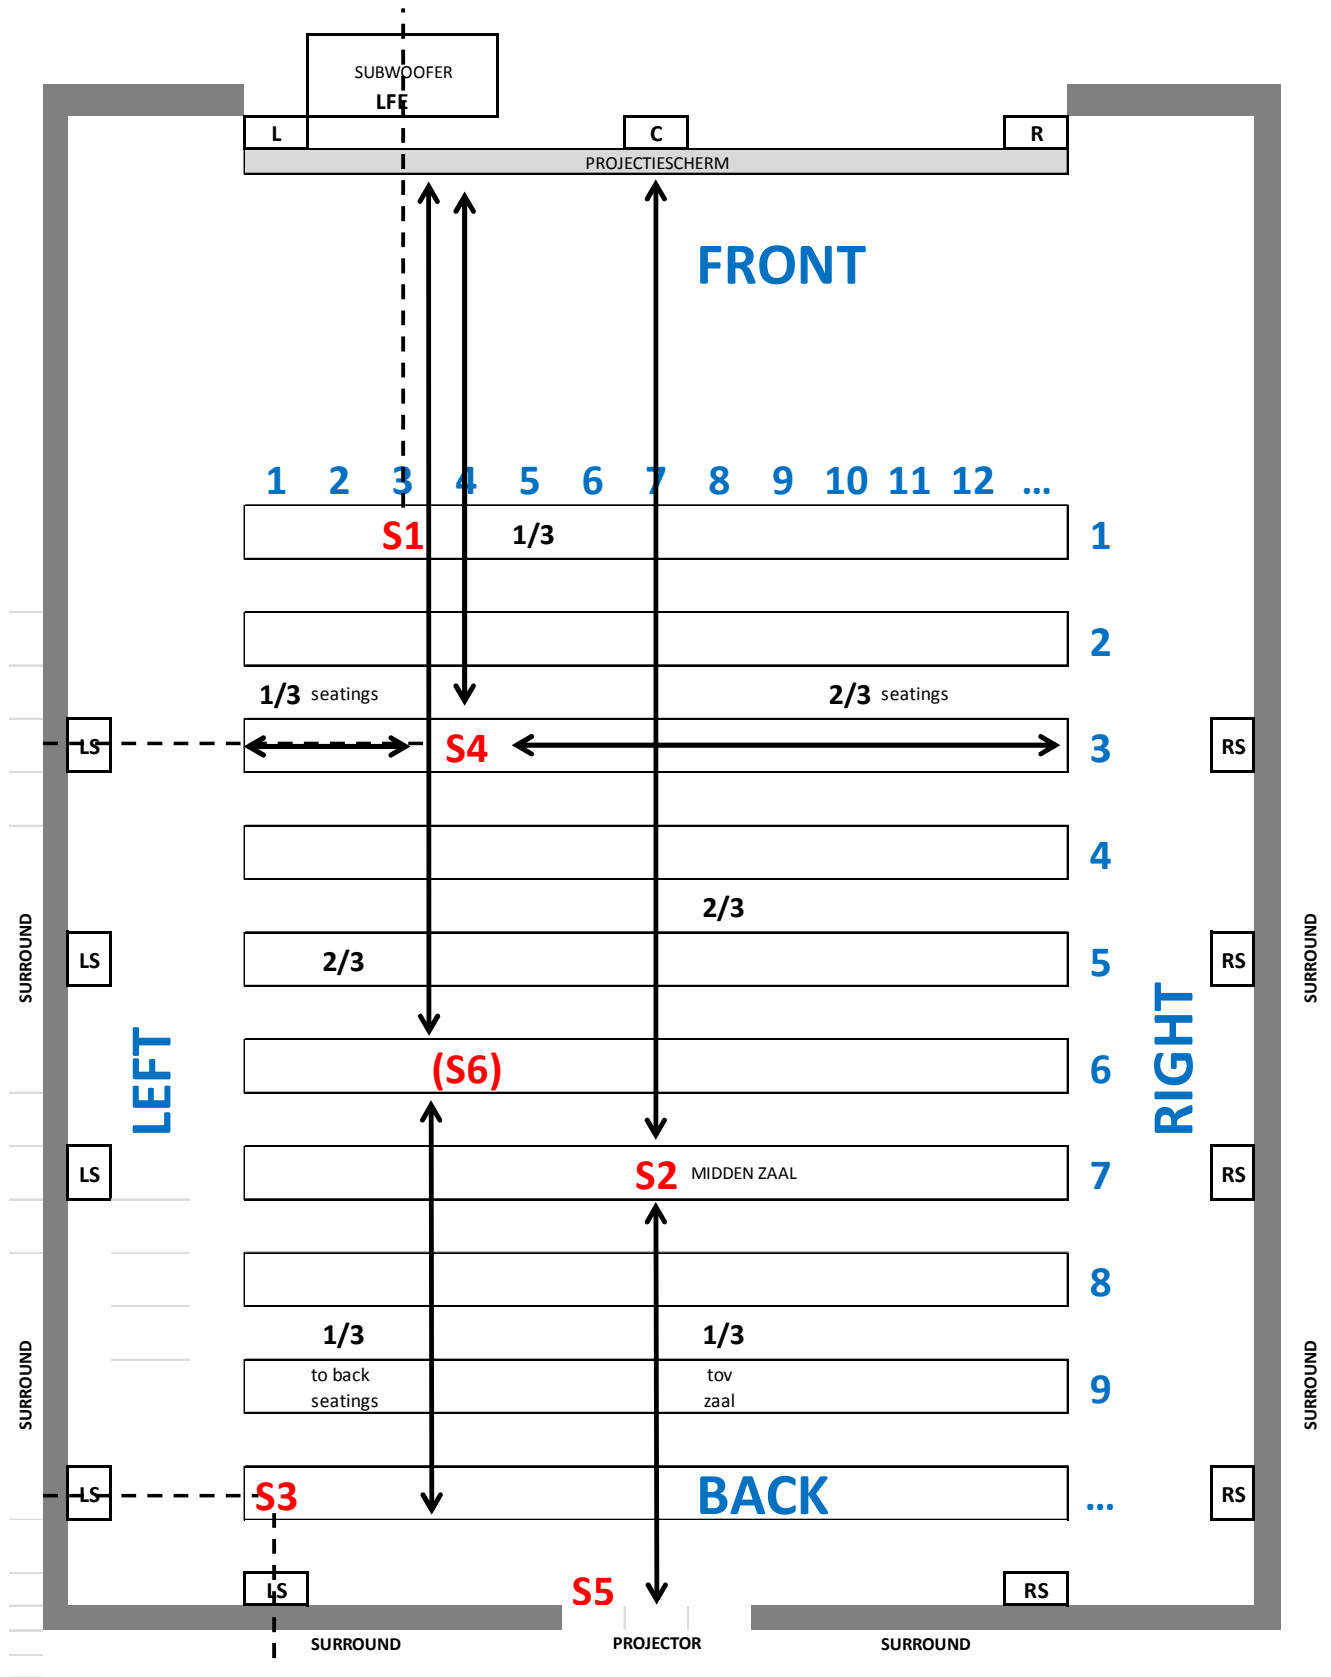 SUBWOOFER
LFE
L
C
R
PROJECTIESCHERM
FRONT
1 2 3 4 5 6 7 8 9 10 11 12 ...
S1 1/3 1
2
1/3 seatings 2/3 seatings
LS S4 3 RS
4
2/3
SURROUND
LS 2/3 5 RS
SURROUND
LEFT
RIGHT
(S6) 6
LS S2 MIDDEN ZAAL 7 RS
8
1/3 1/3
SURROUND
to back
seatings
tov
zaal
9
SURROUND
LS S3 BACK ... RS
LS S5 RS
SURROUND PROJECTOR SURROUND